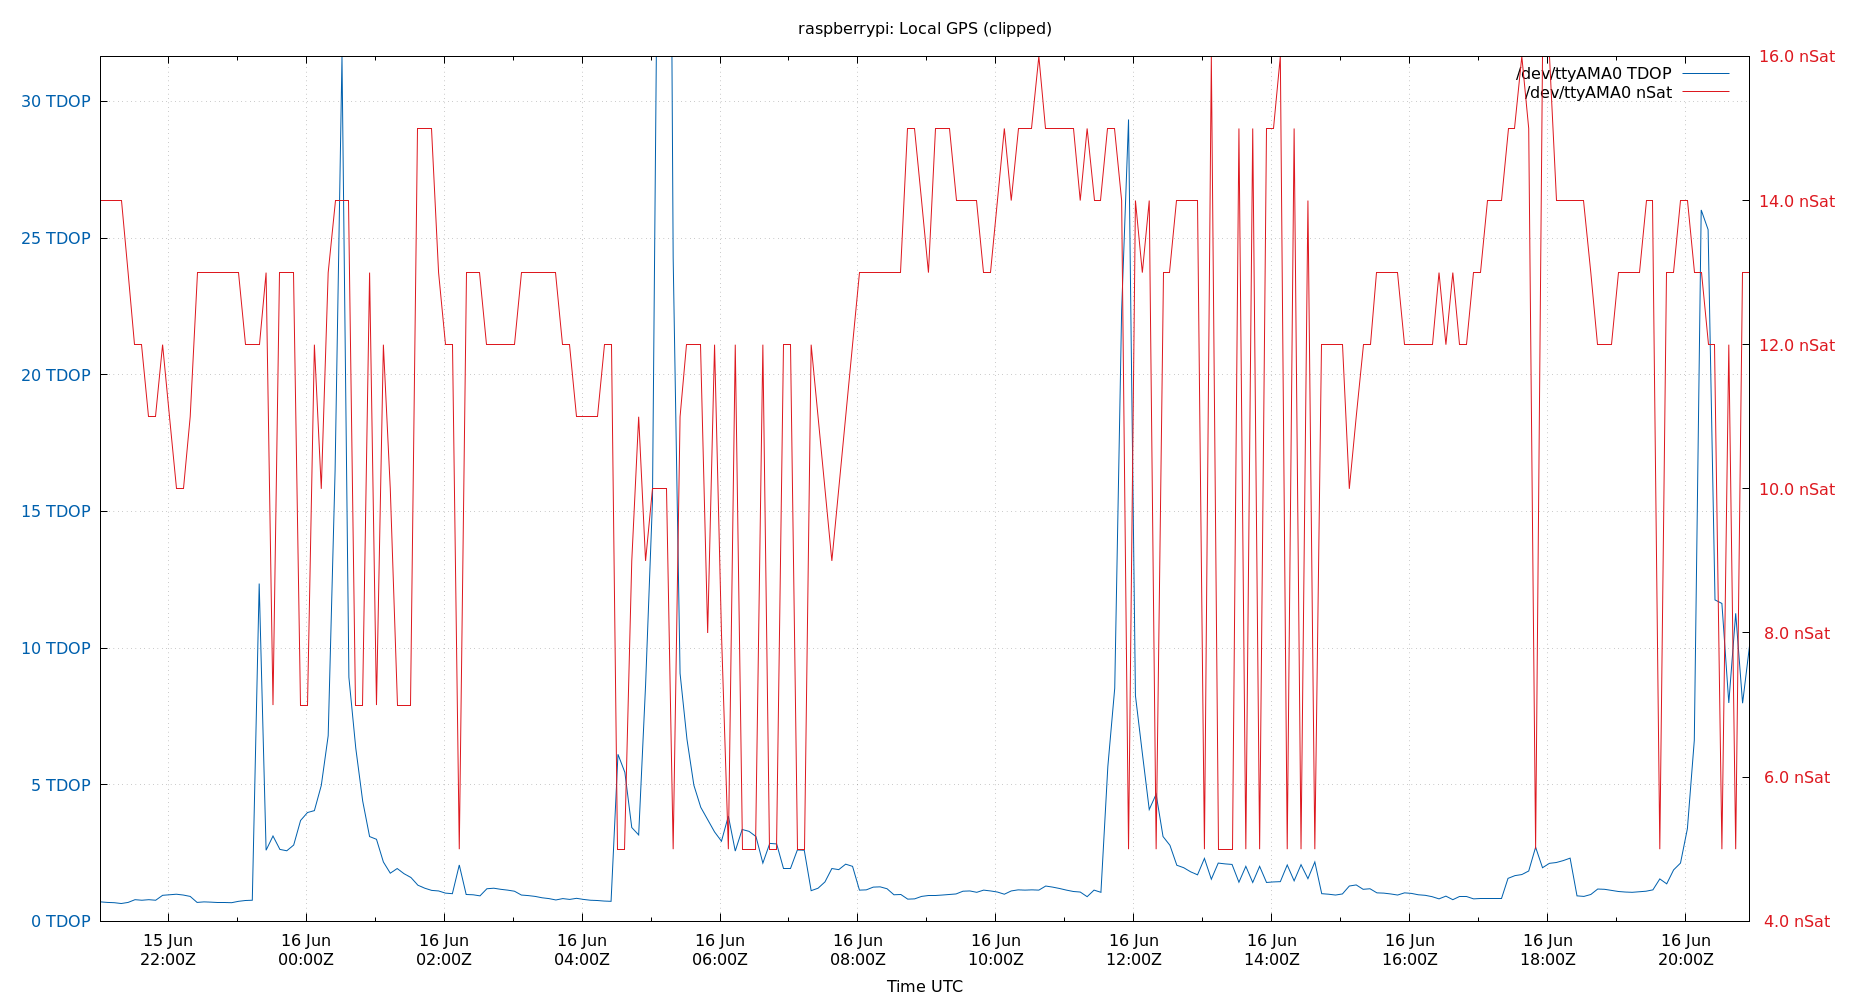 raspberrypi: Local GPS (clipped)
/dev/ttyAMA0 TDOP
/dev/ttyAMA0 nSat
30 TDOP
25 TDOP
20 TDOP
15 TDOP
10 TDOP
5 TDOP
0 TDOP
16.0 nSat
14.0 nSat
12.0 nSat
10.0 nSat
8.0 nSat
6.0 nSat
4.0 nSat
15 Jun
22:00Z
16 Jun
00:00Z
16 Jun
02:00Z
16 Jun
04:00Z
16 Jun
06:00Z
16 Jun
08:00Z
16 Jun
10:00Z
16 Jun
12:00Z
16 Jun
14:00Z
16 Jun
16:00Z
16 Jun
18:00Z
16 Jun
20:00Z
Time UTC